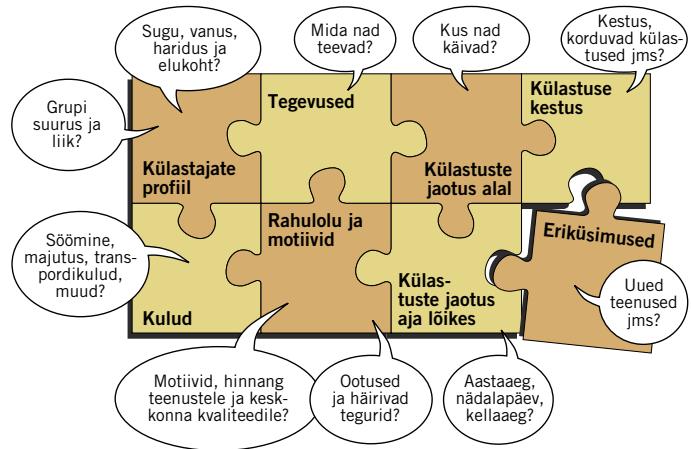 Sugu, vanus,
haridus ja
elukoht?
Mida nad
teevad?
Kus nad
käivad?
Kestus,
korduvad külas-
tused jms?
Grupi
suurus ja
liik?
Külastajate
profiil
Tegevused
Külastuste
jaotus alal
Külastuse
kestus
Söömine,
majutus, trans-
pordikulud,
muud?
Kulud
Rahulolu ja
motiivid
Külas-
tuste jaotus
aja lõikes
Eriküsimused
Uued
teenused
jms?
Motiivid, hinnang
teenustele ja kesk-
konna kvaliteedile?
Ootused
ja häirivad
tegurid?
Aastaaeg,
nädalapäev,
kellaaeg?